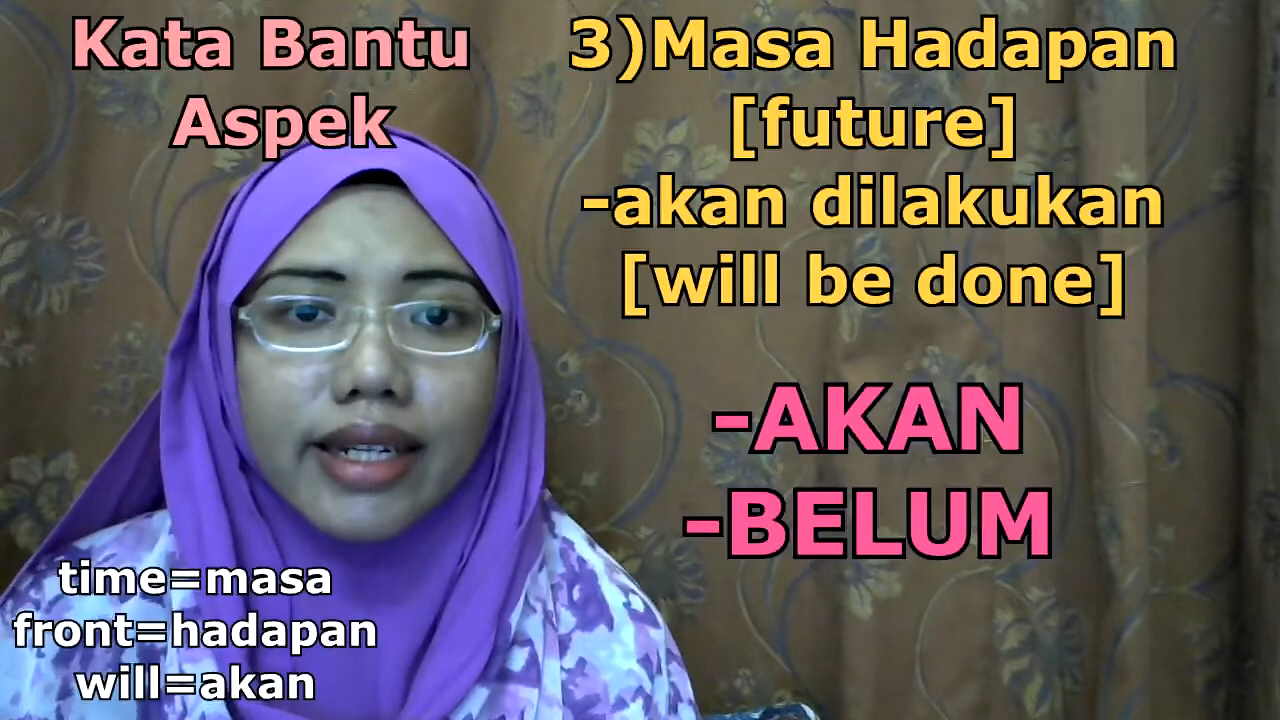 Kata Bantu
Aspek
3)Masa Hadapan
[future]
-akan dilakukan
[will be done]
-AKAN
-BELUM
time=masa
front=hadapan
will=akan